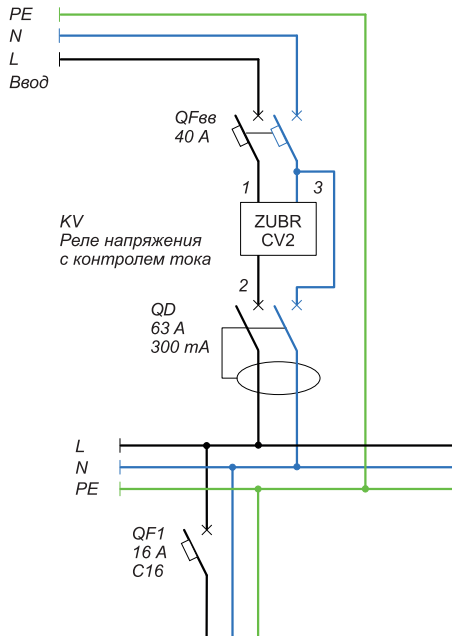 PE
N
L
Ввод
QFвв
40 A
1
3
KV
Реле напряжения
с контролем тока
ZUBR
CV2
2
QD
63 A
300 mA
L
N
PE
QF1
16 A
C16